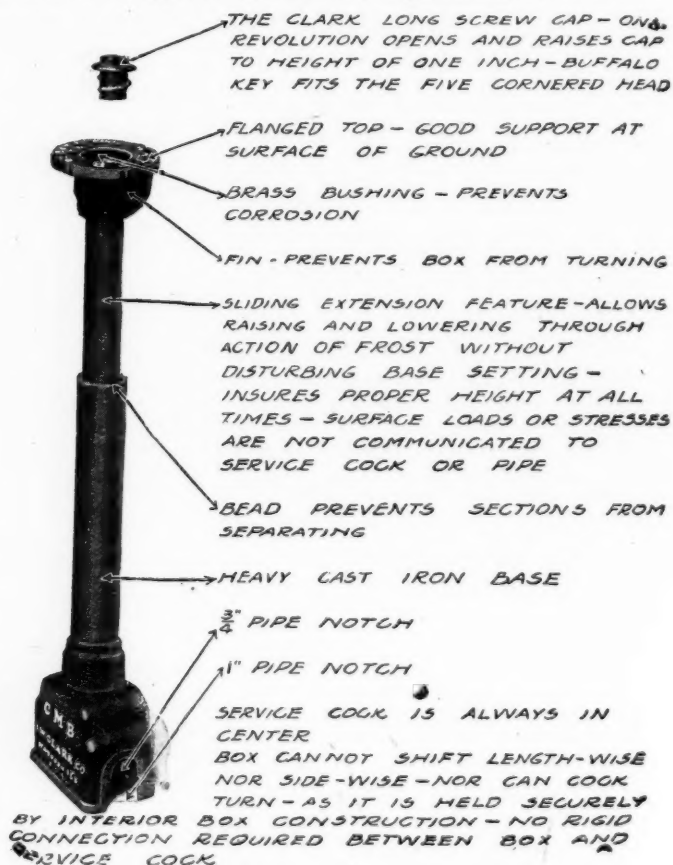 THE CLARK LONG SCREW CAP – ONE
REVOLUTION OPENS AND RAISES CAP
TO HEIGHT OF ONE INCH – BUFFALO
KEY FITS THE FIVE CORNERED HEAD
FLANGED TOP – GOOD SUPPORT AT
SURFACE OF GROUND
BRASS BUSHING – PREVENTS
CORROSION
FIN - PREVENTS BOX FROM TURNING
SLIDING EXTENSION FEATURE – ALLOWS
RAISING AND LOWERING THROUGH
ACTION OF FROST WITHOUT
DISTURBING BASE SETTING –
INSURES PROPER HEIGHT AT ALL
TIMES – SURFACE LOADS OR STRESSES
ARE NOT COMMUNICATED TO
SERVICE COCK OR PIPE
BEAD PREVENTS SECTIONS FROM
SEPARATING
HEAVY CAST IRON BASE
3/4" PIPE NOTCH
1" PIPE NOTCH
CMB
CLARK CO
SERVICE COCK IS ALWAYS IN
CENTER
BOX CANNOT SHIFT LENGTH-WISE
NOR SIDE-WISE – NOR CAN COCK
TURN – AS IT IS HELD SECURELY
BY INTERIOR BOX CONSTRUCTION – NO RIGID
CONNECTION REQUIRED BETWEEN BOX AND
SERVICE COCK